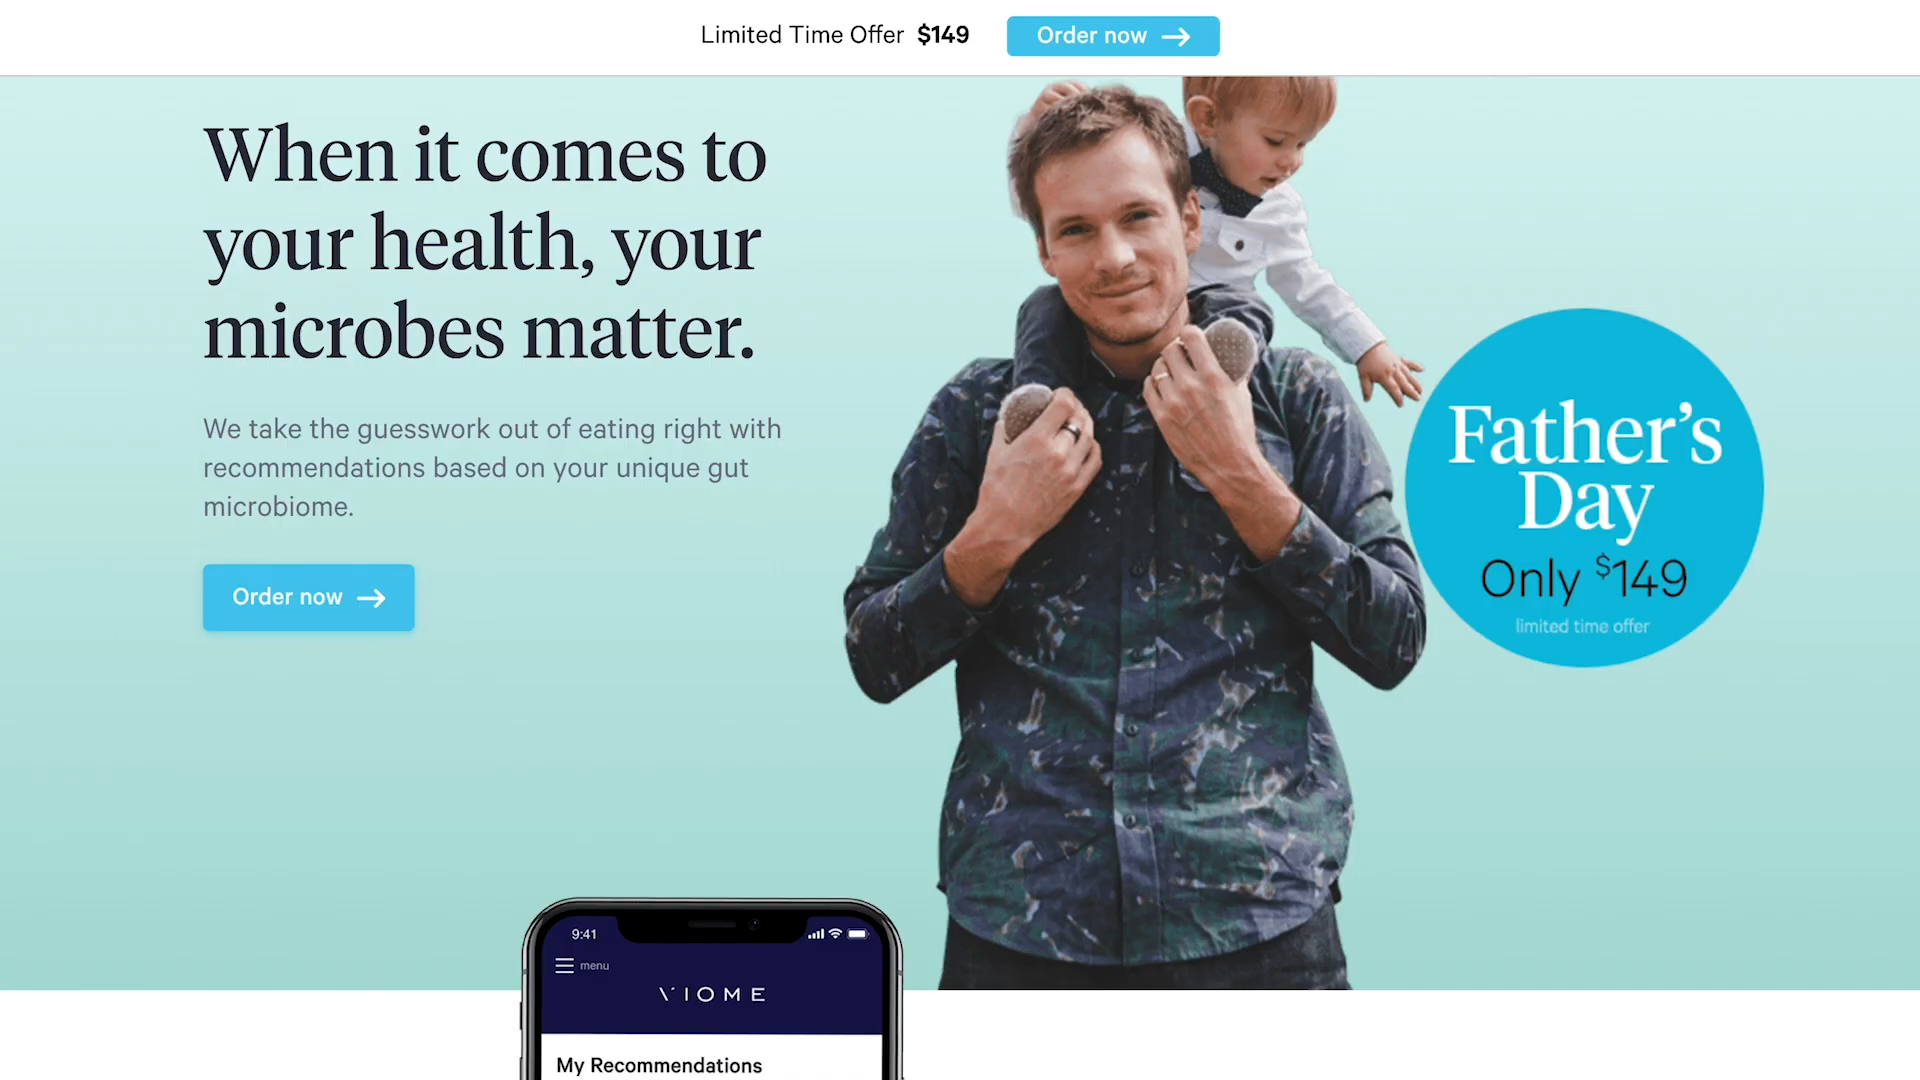 Limited Time Offer $149
Order now
When it comes to
your health, your
microbes matter.
We take the guesswork out of eating right with
recommendations based on your unique gut
microbiome.
Order now
Father's
Day
Only $149
limited time offer
9:41
menu
VIOME
My Recommendations